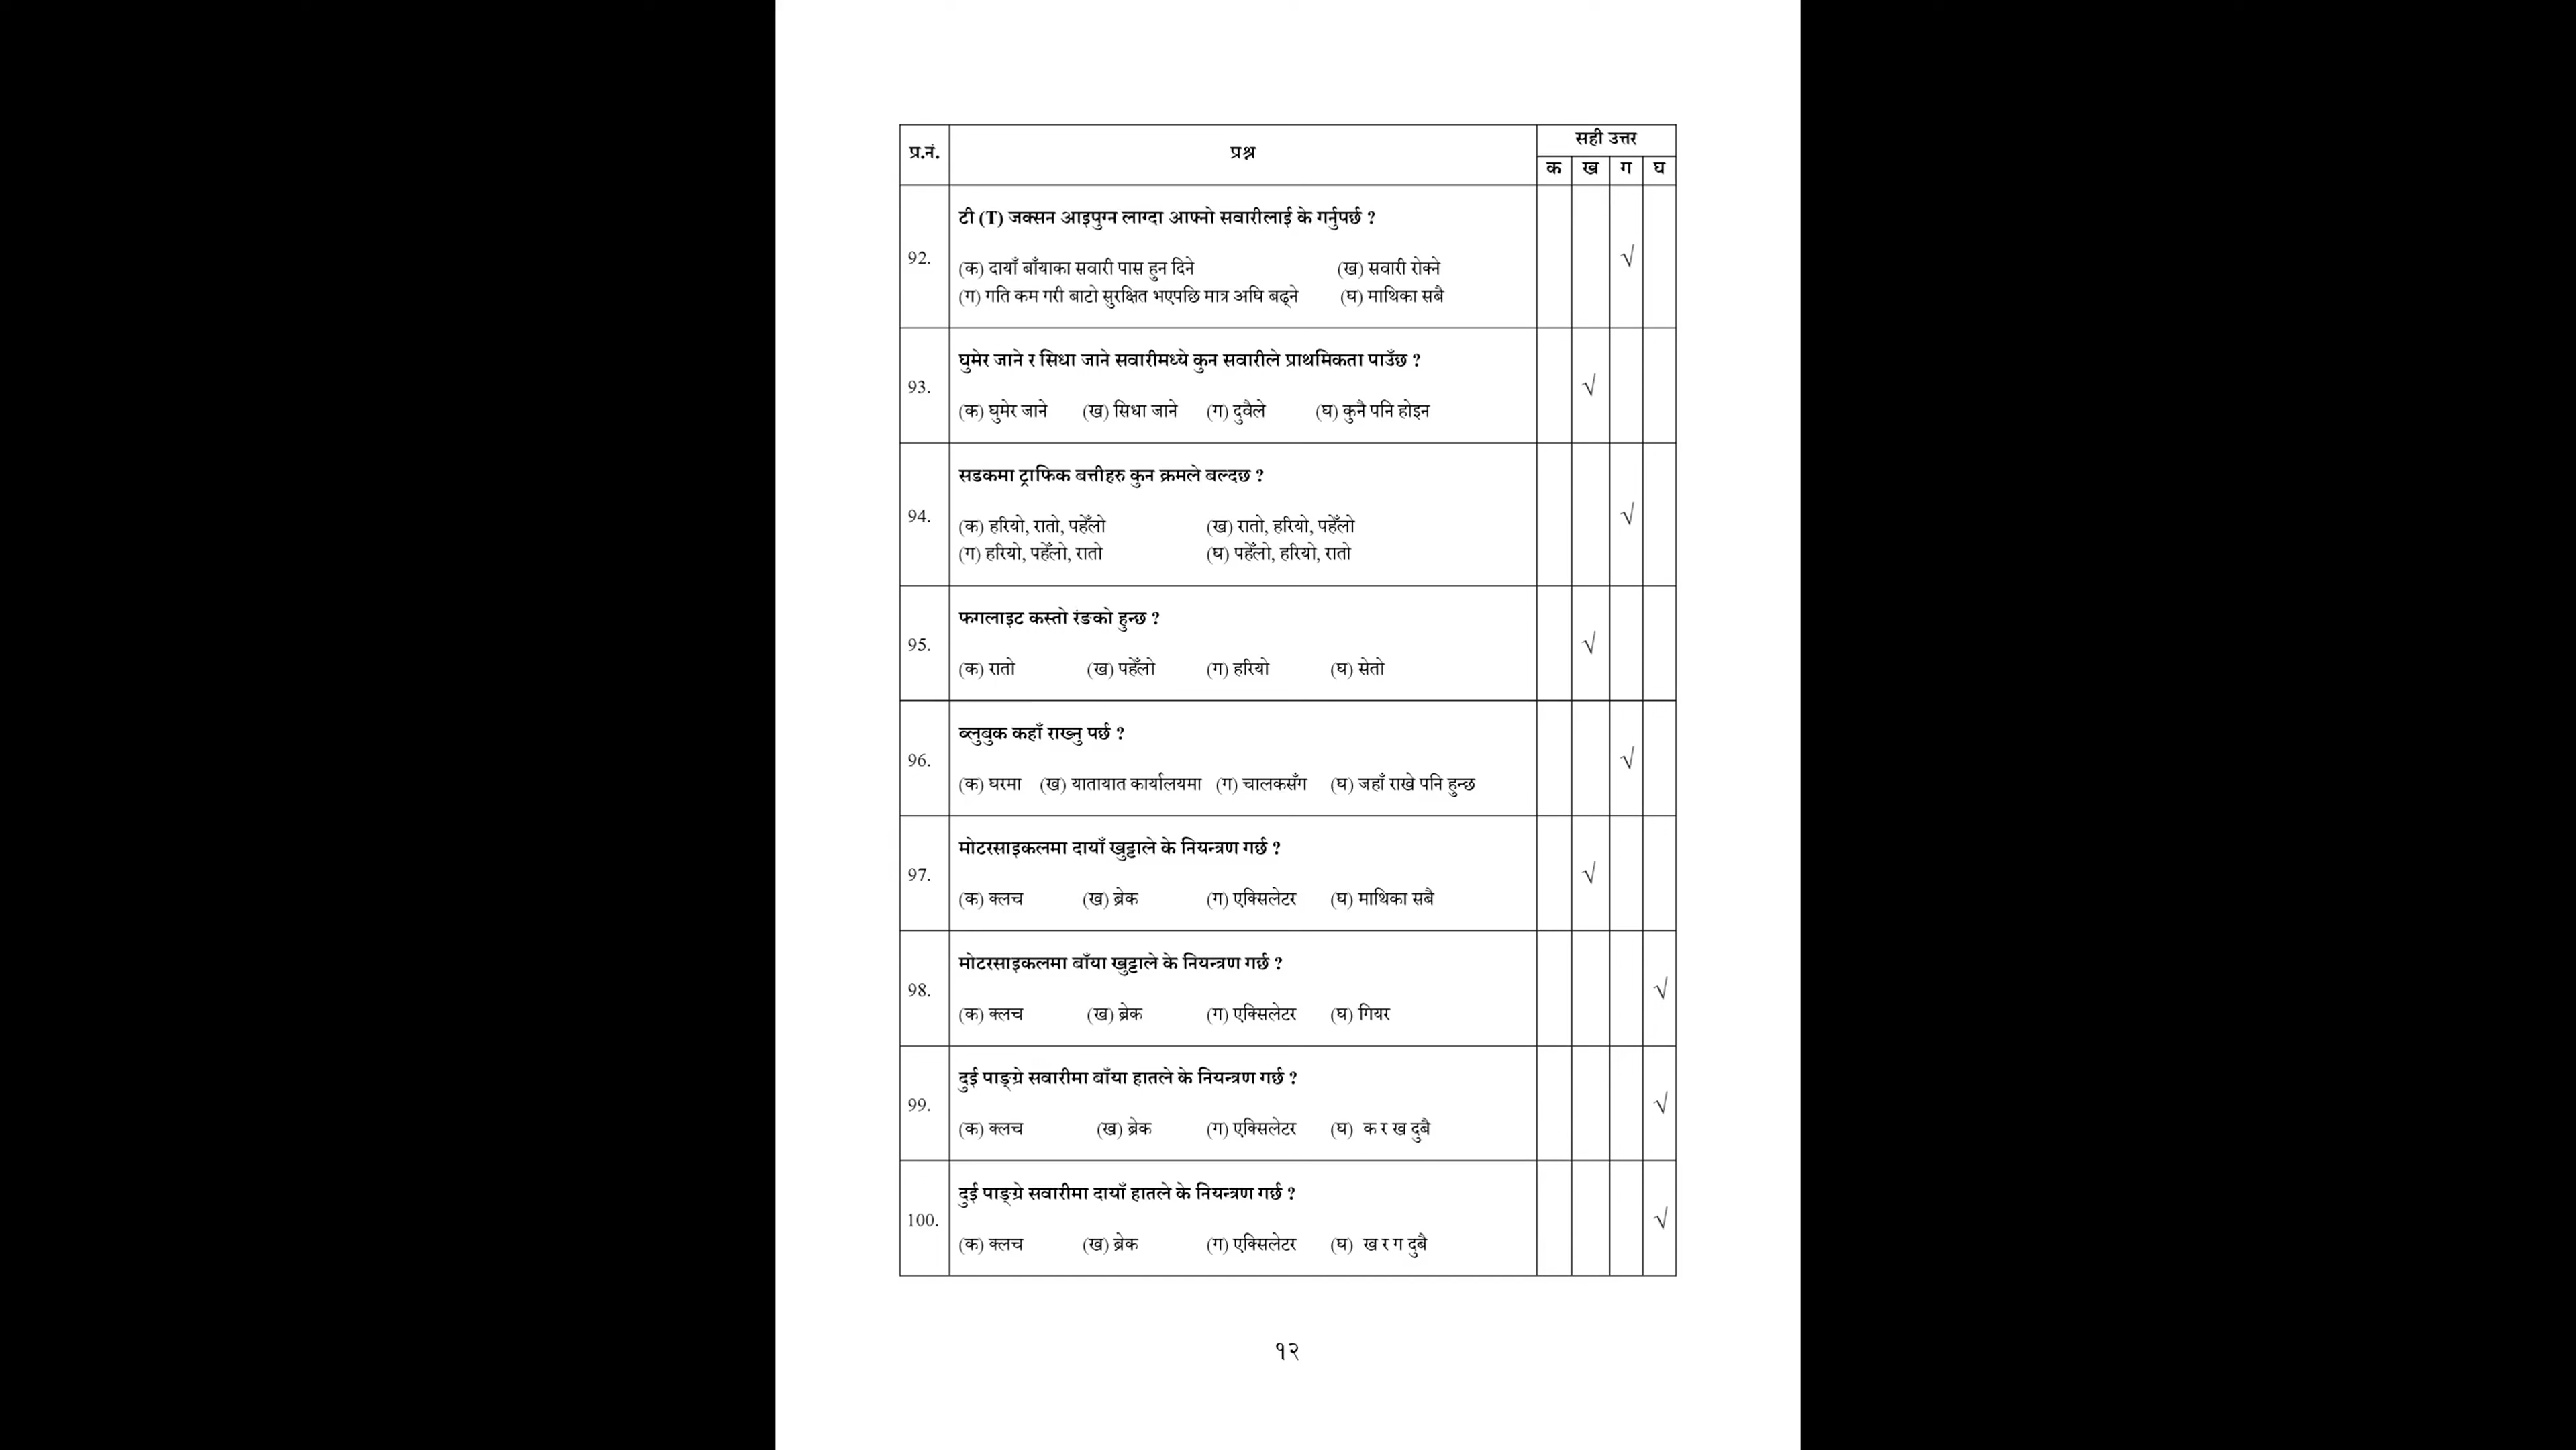 प्र.नं. प्रश्न सही उत्तर
क ख ग घ
टी (T) जक्सन आइपुग्न लाग्दा आफ्नो सवारीलाई के गर्नुपर्छ ?
92. √
(क) दायाँ बाँयाका सवारी पास हुन दिने (ख) सवारी रोक्ने
(ग) गति कम गरी बाटो सुरक्षित भएपछि मात्र अघि बढ्ने (घ) माथिका सबै
घुमेर जाने र सिधा जाने सवारीमध्ये कुन सवारीले प्राथमिकता पाउँछ ?
93. √
(क) घुमेर जाने (ख) सिधा जाने (ग) दुवैले (घ) कुनै पनि होइन
सडकमा ट्राफिक बत्तीहरु कुन क्रमले बल्दछ ?
94. √
(क) हरियो, रातो, पहेँलो (ख) रातो, हरियो, पहेँलो
(ग) हरियो, पहेँलो, रातो (घ) पहेँलो, हरियो, रातो
फगलाइट कस्तो रंङको हुन्छ ?
95. √
(क) रातो (ख) पहेँलो (ग) हरियो (घ) सेतो
ब्लुबुक कहाँ राख्नु पर्छ ?
96. √
(क) घरमा (ख) यातायात कार्यालयमा (ग) चालकसँग (घ) जहाँ राखे पनि हुन्छ
मोटरसाइकलमा दायाँ खुट्टाले के नियन्त्रण गर्छ ?
97. √
(क) क्लच (ख) ब्रेक (ग) एक्सिलेटर (घ) माथिका सबै
मोटरसाइकलमा बाँया खुट्टाले के नियन्त्रण गर्छ ?
98. √
(क) क्लच (ख) ब्रेक (ग) एक्सिलेटर (घ) गियर
दुई पाङ्ग्रे सवारीमा बाँया हातले के नियन्त्रण गर्छ ?
99. √
(क) क्लच (ख) ब्रेक (ग) एक्सिलेटर (घ) क र ख दुबै
दुई पाङ्ग्रे सवारीमा दायाँ हातले के नियन्त्रण गर्छ ?
100. √
(क) क्लच (ख) ब्रेक (ग) एक्सिलेटर (घ) ख र ग दुबै
१२